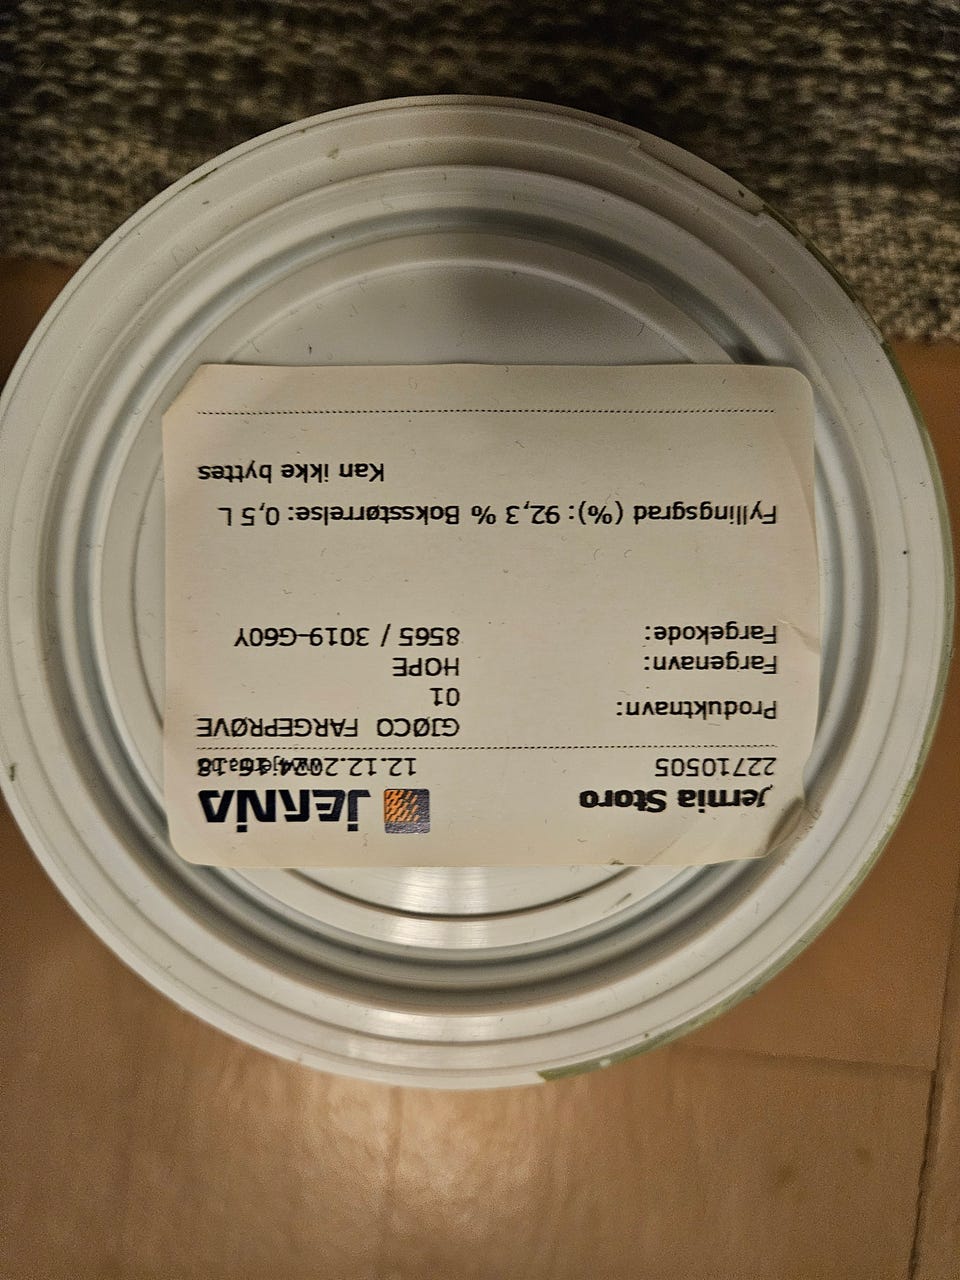 Jernia Storo
JERNIA
22710505
12.12.2024 16:18
Produktnavn: GJØCO FARGEPRØVE
01
Fargenavn: HOPE
Fargekode: 8565 / 3019-G60Y
Fyllingsgrad (%): 92,3 % Boksstørrelse: 0,5 L
Kan ikke byttes